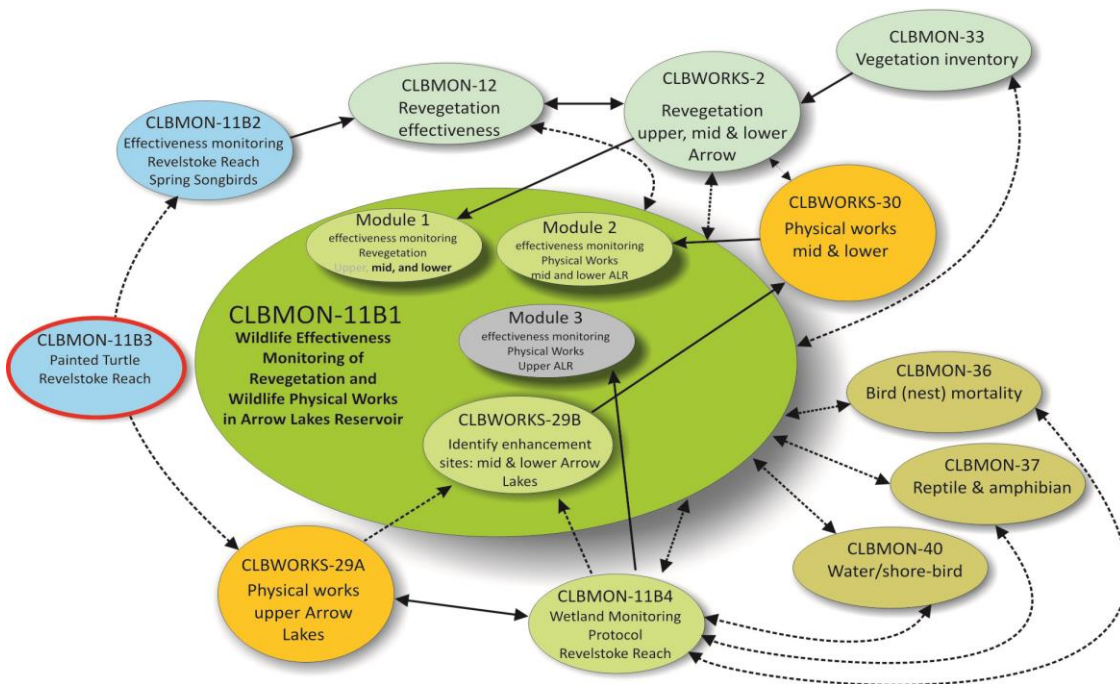 CLBMON-33
Vegetation inventory
CLBMON-12
Revegetation
effectiveness
CLBWORKS-2
Revegetation
upper, mid & lower
Arrow
CLBMON-11B2
Effectiveness monitoring
Revelstoke Reach
Spring Songbirds
CLBWORKS-30
Physical works
mid & lower
Module 1
effectiveness monitoring
Revegetation
Upper, mid, and lower
Module 2
effectiveness monitoring
Physical Works
mid and lower ALR
CLBMON-11B1
Wildlife Effectiveness
Monitoring of
Revegetation and
Wildlife Physical Works
in Arrow Lakes Reservoir
Module 3
effectiveness monitoring
Physical Works
Upper ALR
CLBMON-11B3
Painted Turtle
Revelstoke Reach
CLBMON-36
Bird (nest) mortality
CLBWORKS-29B
Identify enhancement
sites: mid & lower Arrow
Lakes
CLBMON-37
Reptile & amphibian
CLBMON-40
Water/shore-bird
CLBWORKS-29A
Physical works
upper Arrow
Lakes
CLBMON-11B4
Wetland Monitoring
Protocol
Revelstoke Reach